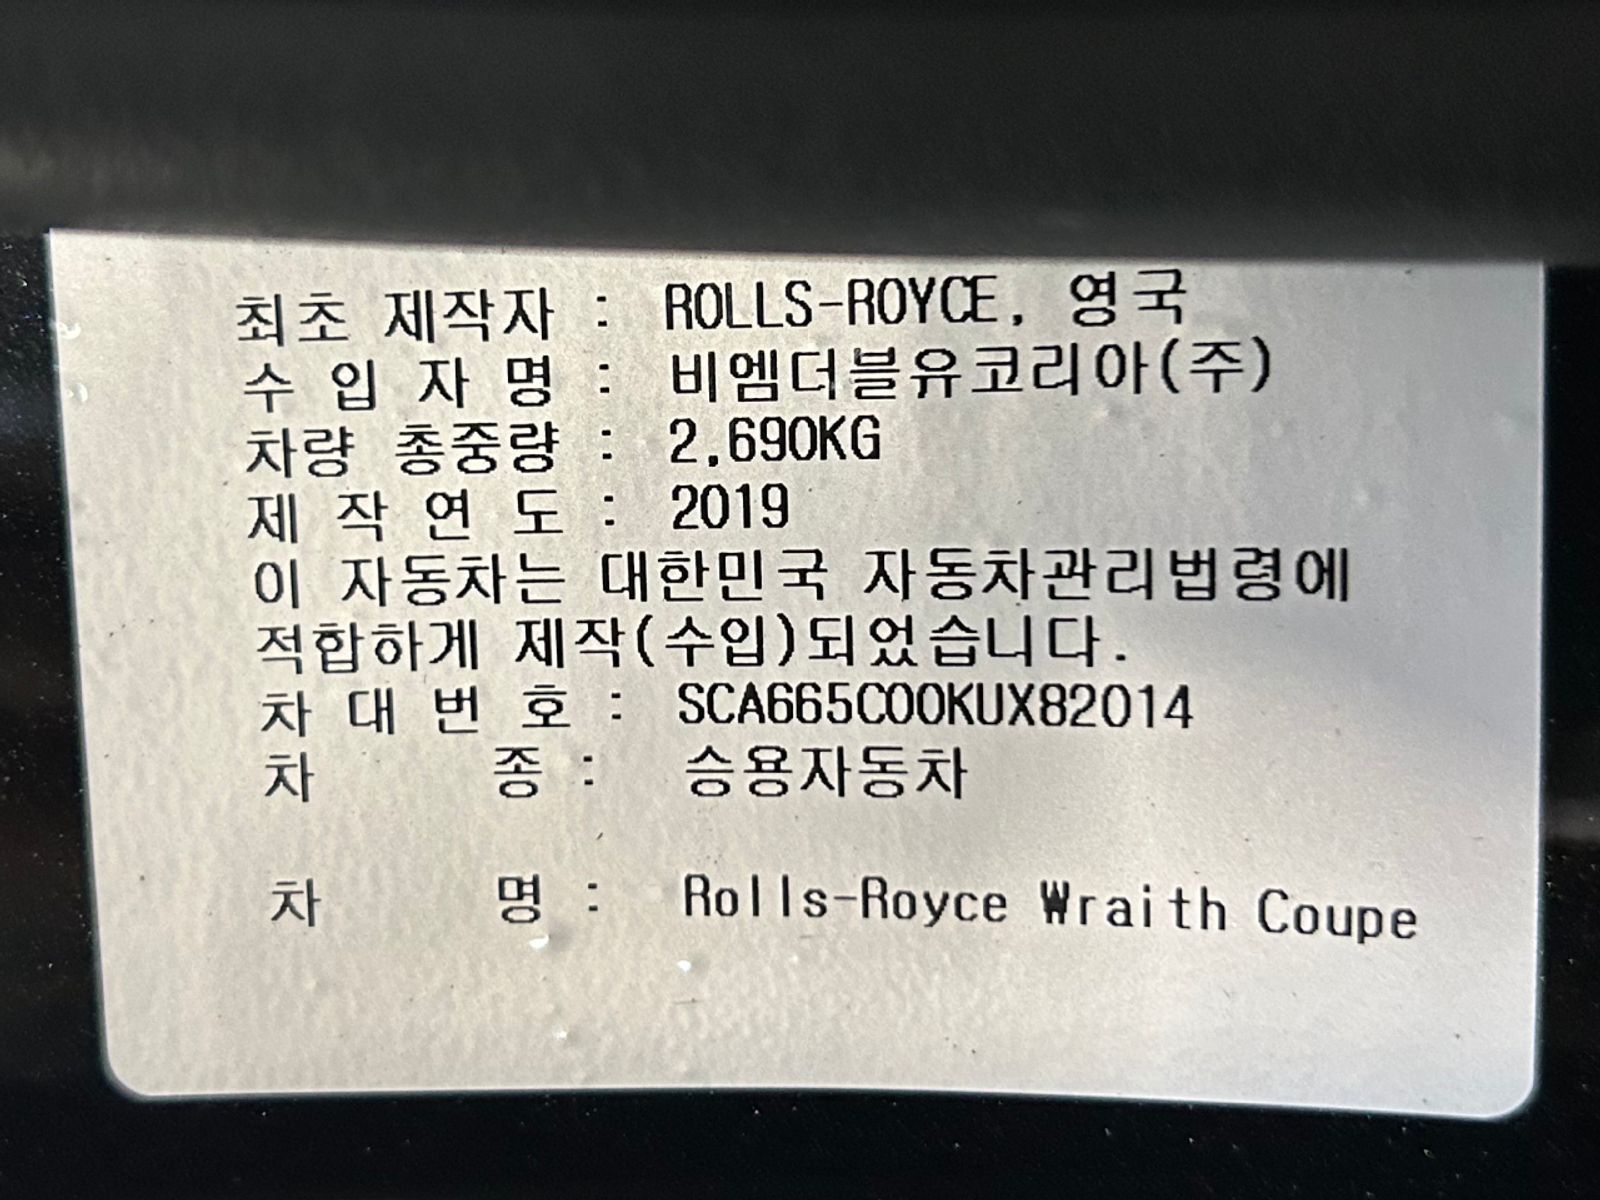 최초 제작자 : ROLLS-ROYCE, 영국
수 입 자 명 : 비엠더블유코리아(주)
차량 총중량 : 2,690KG
제 작 연 도 : 2019
이 자동차는 대한민국 자동차관리법령에
적합하게 제작(수입)되었습니다.
차 대 번 호 : SCA665C00KUX82014
차 종 : 승용자동차
차 명 : Rolls-Royce Wraith Coupe